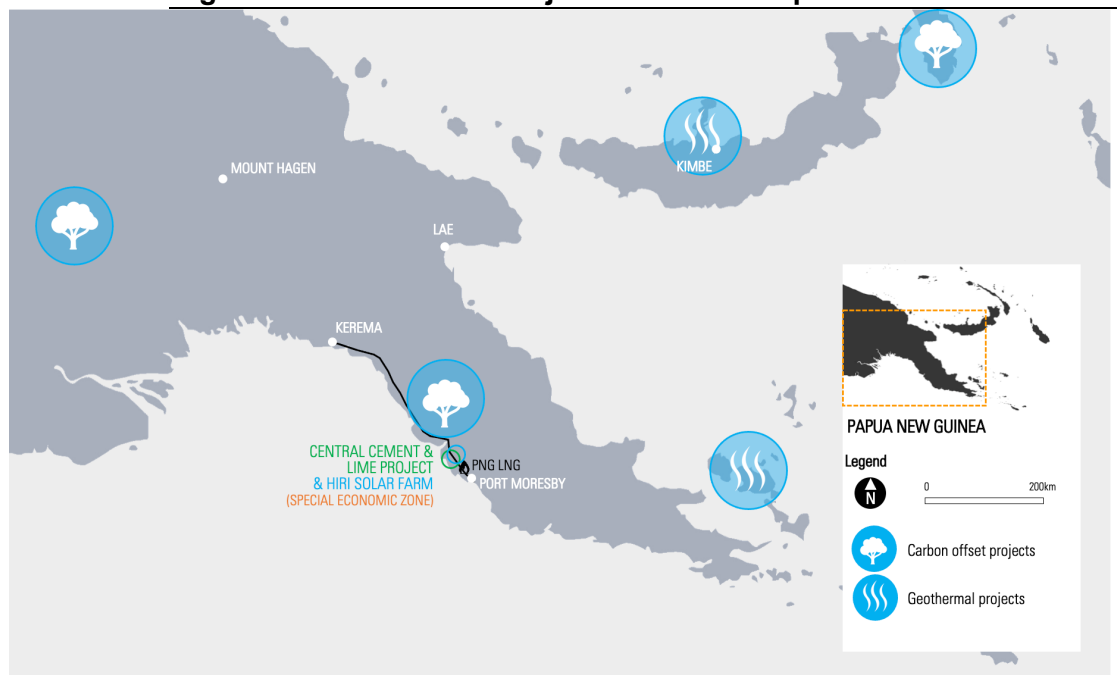 MOUNT HAGEN
KIMBE
LAE
KEREMA
CENTRAL CEMENT &
LIME PROJECT
& HIRI SOLAR FARM
(SPECIAL ECONOMIC ZONE)
PNG LNG
PORT MORESBY
PAPUA NEW GUINEA
Legend
N
0 200km
Carbon offset projects
Geothermal projects